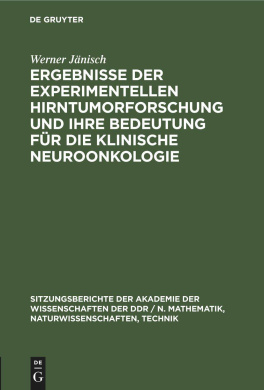 DE GRUYTER
Werner Jänisch
ERGEBNISSE DER
EXPERIMENTELLEN
HIRNTUMORFORSCHUNG
UND IHRE BEDEUTUNG
FÜR DIE KLINISCHE
NEUROONKOLOGIE
SITZUNGSBERICHTE DER AKADEMIE DER
WISSENSCHAFTEN DER DDR / N. MATHEMATIK,
NATURWISSENSCHAFTEN, TECHNIK
DE
G